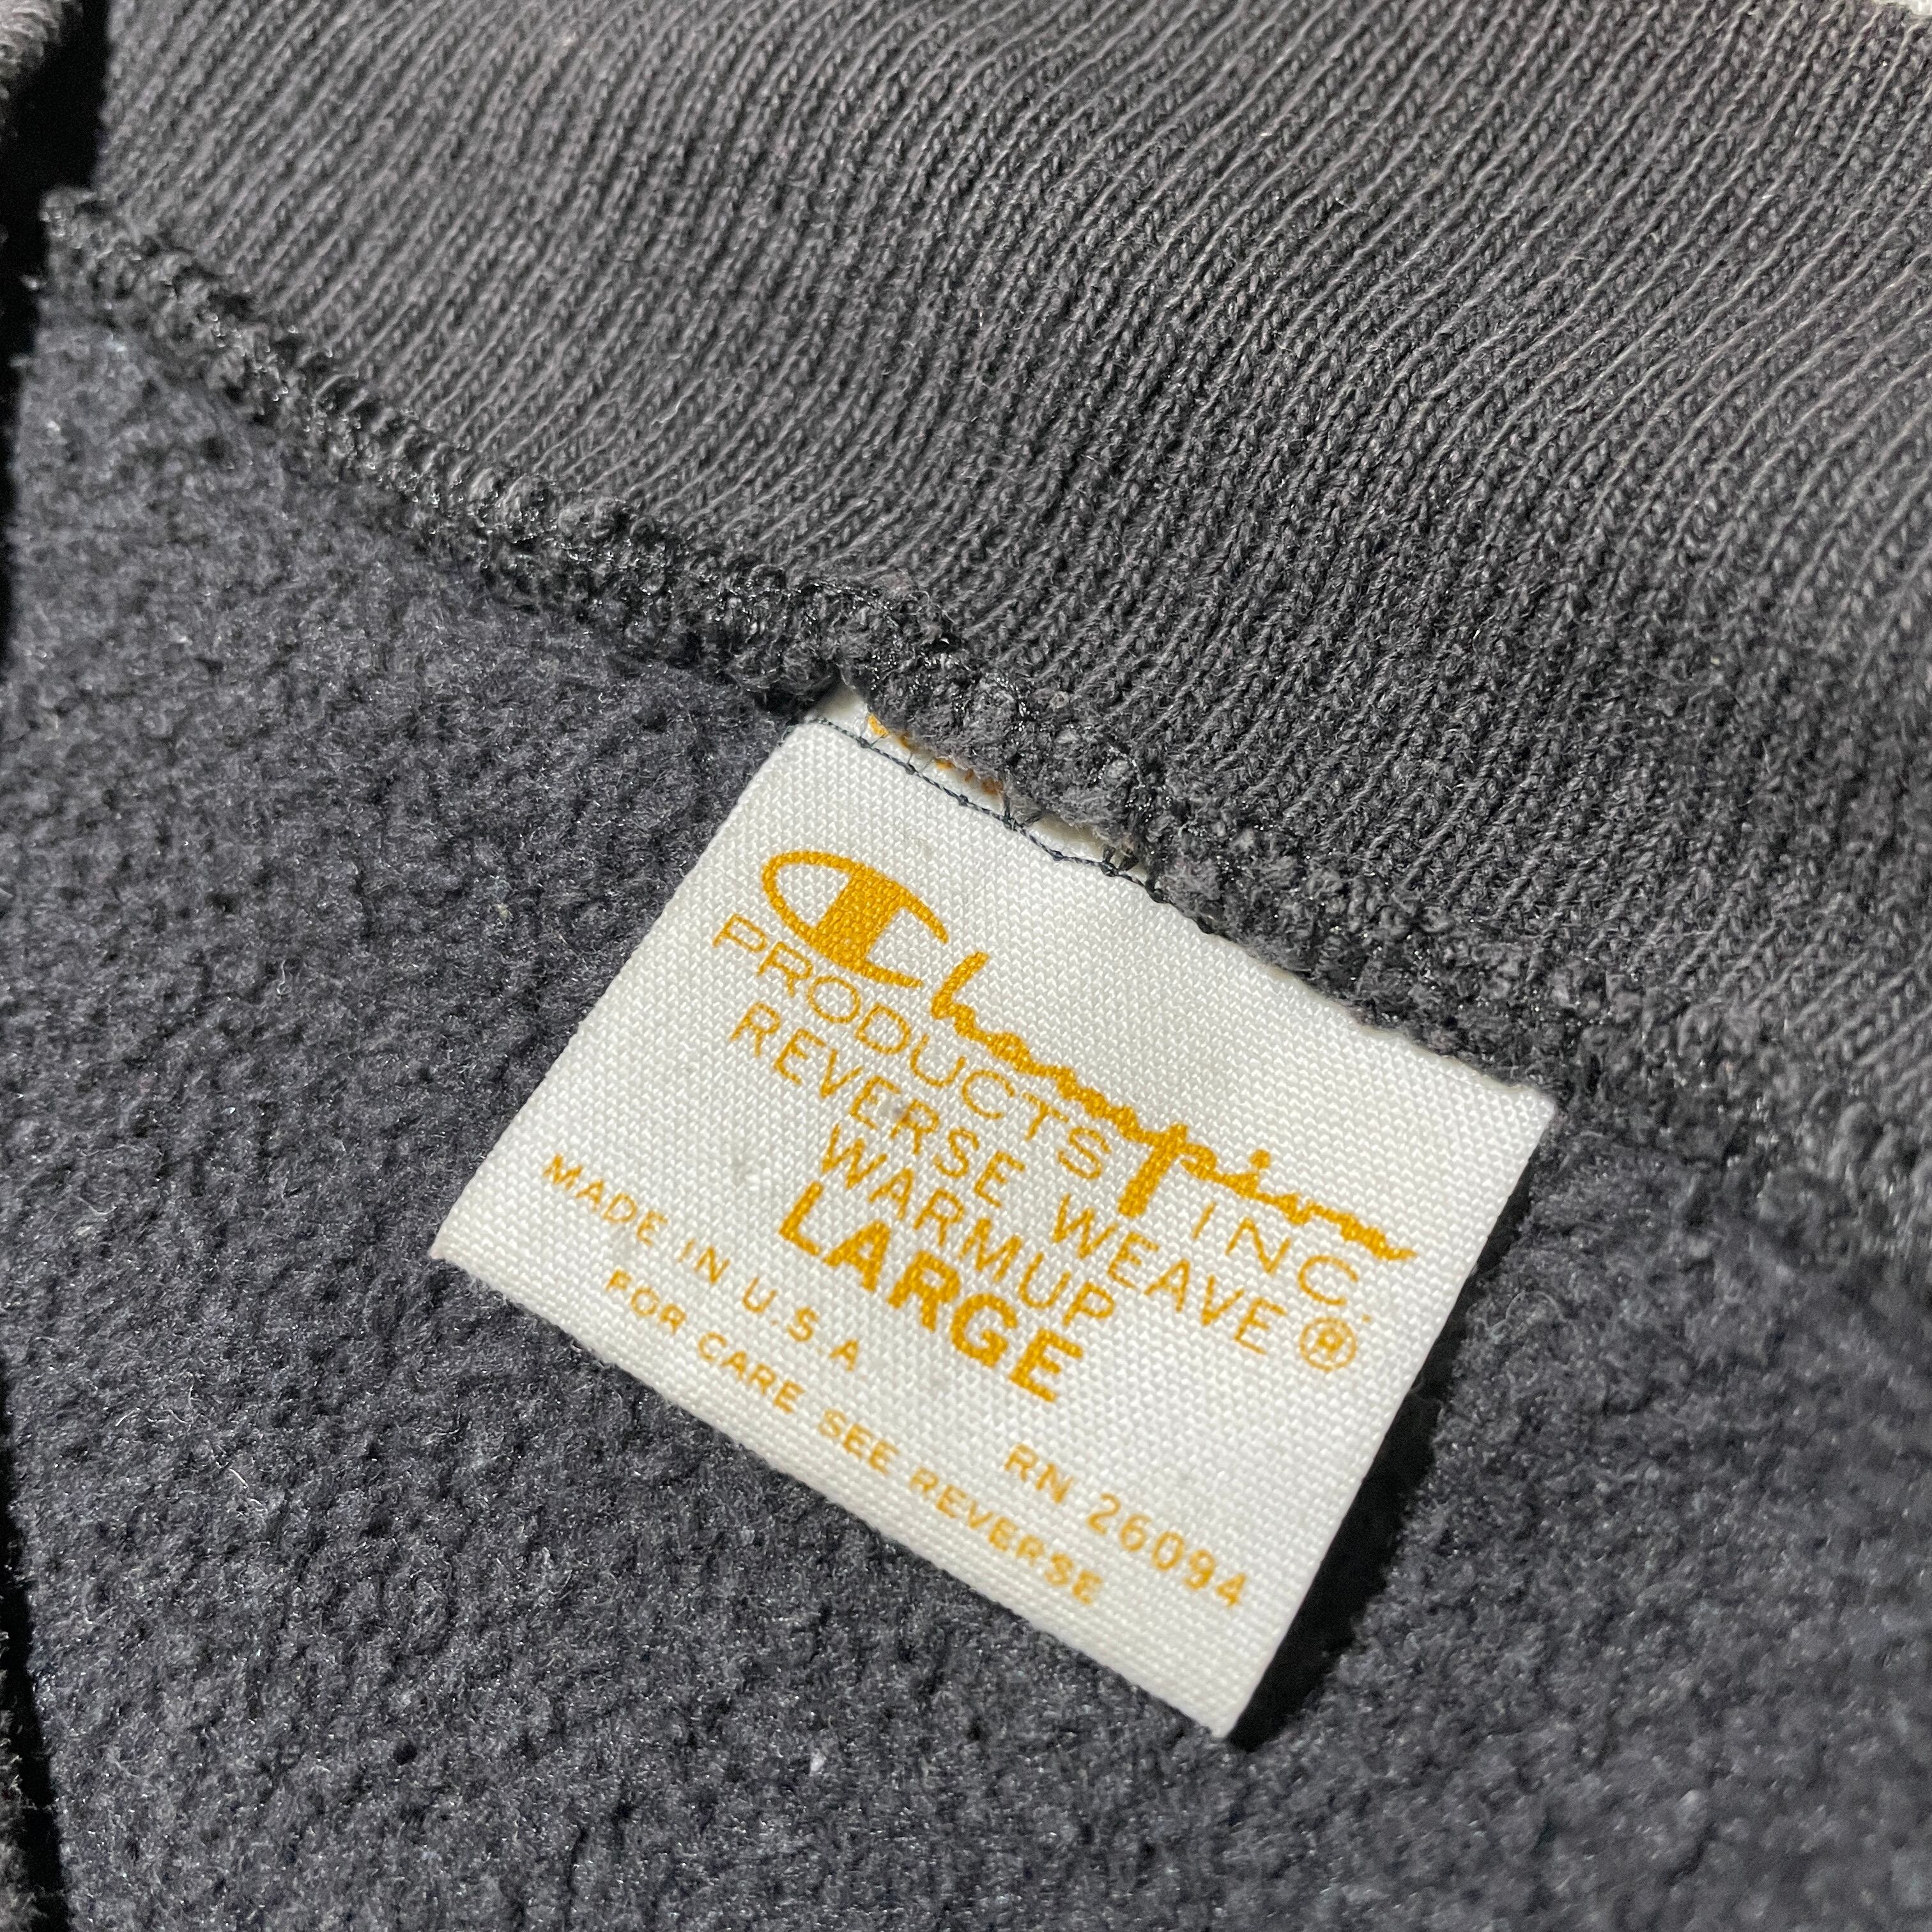 Champion
PRODUCTS INC.
REVERSE WEAVE®
WARMUP
LARGE
MADE IN U.S.A RN 26094
FOR CARE SEE REVERSE